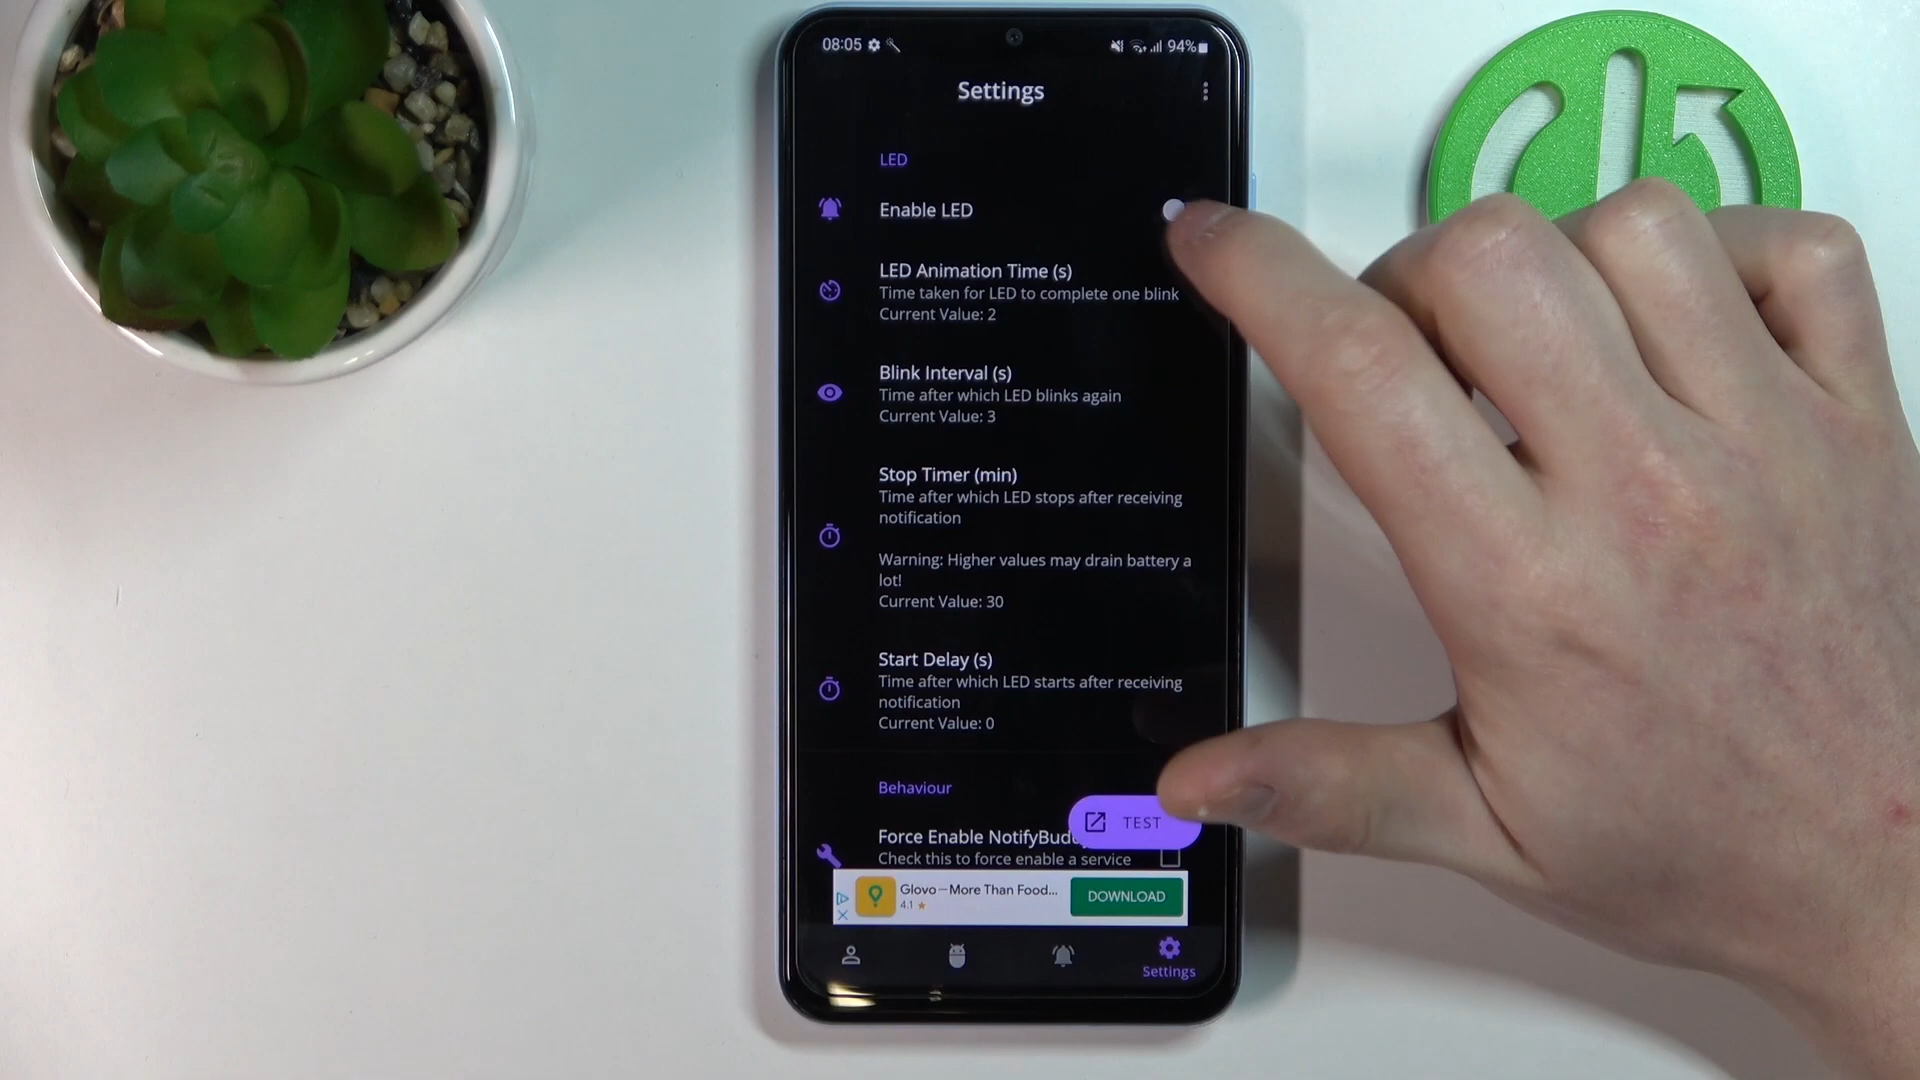 08:05 94%
Settings
LED
Enable LED
LED Animation Time (s)
Time taken for LED to complete one blink
Current Value: 2
Blink Interval (s)
Time after which LED blinks again
Current Value: 3
Stop Timer (min)
Time after which LED stops after receiving
notification
Warning: Higher values may drain battery a
lot!
Current Value: 30
Start Delay (s)
Time after which LED starts after receiving
notification
Current Value: 0
Behaviour
TEST
Force Enable
Check this to force enable a service
Glovo—More Than Food...
4.1 ★
DOWNLOAD
Settings